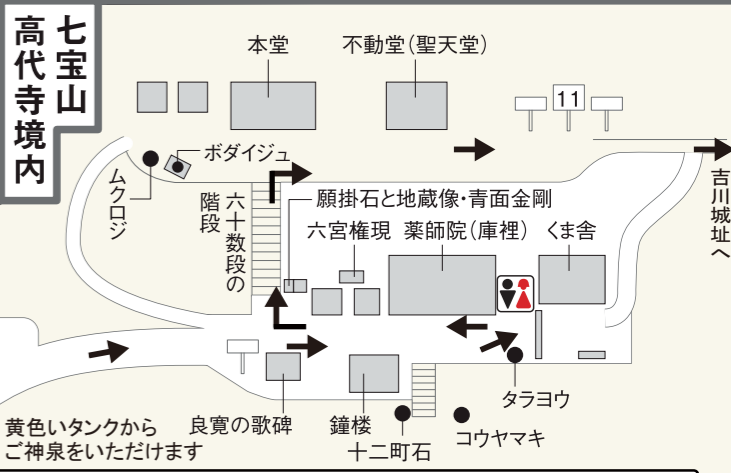 七宝山
高代寺境内
本堂
不動堂(聖天堂)
11
ボダイジュ
ムクロジ
六十数段の
階段
願掛石と地蔵像・青面金剛
六宮権現
薬師院(庫裡)
くま舎
吉川城址へ
タラヨウ
良寛の歌碑
鐘楼
十二町石
コウヤマキ
黄色いタンクから
ご神泉をいただけます